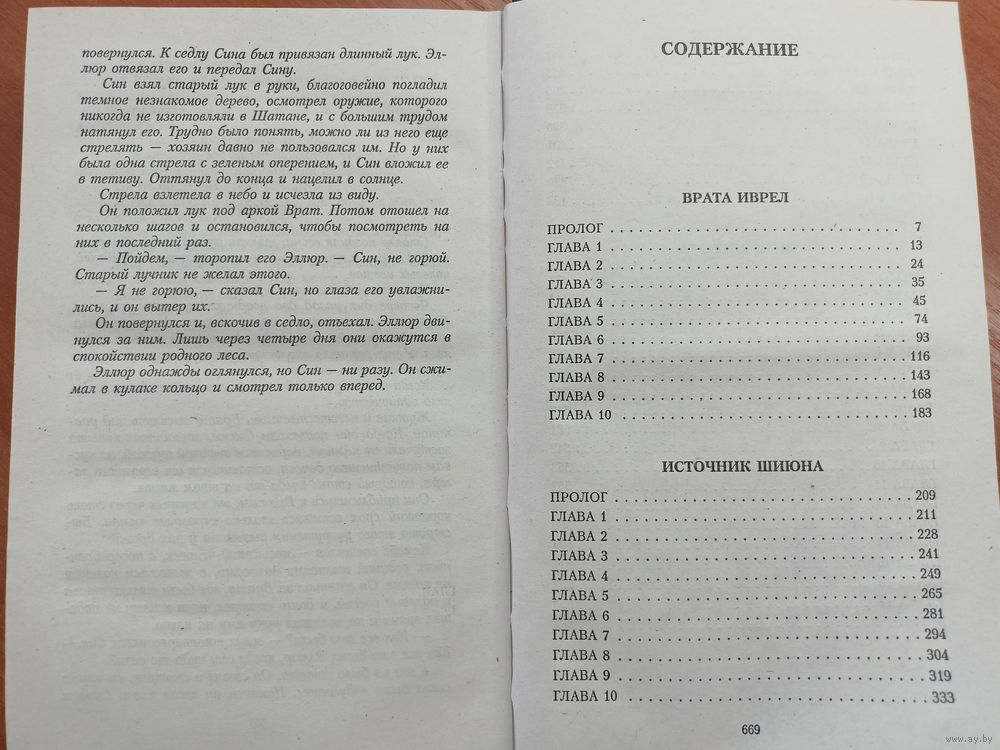 повернулся. К седлу Сина был привязан длинный лук. Эл-
люр отвязал его и передал Сину.
Син взял старый лук в руки, благоговейно погладил
темное незнакомое дерево, осмотрел оружие, которого
никогда не изготовляли в Шатане, и с большим трудом
натянул его. Трудно было понять, можно ли из него еще
стрелять — хозяин давно не пользовался им. Но у них
была одна стрела с зеленым оперением, и Син вложил ее
в тетиву. Оттянул до конца и нацелил в солнце.
Стрела взлетела в небо и исчезла из виду.
Он положил лук под аркой Врат. Потом отошел на
несколько шагов и остановился, чтобы посмотреть на
них в последний раз.
— Пойдем, — торопил его Эллюр. — Син, не горюй.
Старый лучник не желал этого.
— Я не горюю, — сказал Син, но глаза его увлажни-
лись, и он вытер их.
Он повернулся и, вскочив в седло, отъехал. Эллюр дви-
нулся за ним. Лишь через четыре дня они окажутся в
спокойствии родного леса.
Эллюр однажды оглянулся, но Син — ни разу. Он сжи-
мал в кулаке кольцо и смотрел только вперед.
СОДЕРЖАНИЕ
ВРАТА ИВРЕЛ
ПРОЛОГ . . . . . . . . . . . . . . . . . . . . . . . . . . . . 7
ГЛАВА 1 . . . . . . . . . . . . . . . . . . . . . . . . . . . . 13
ГЛАВА 2 . . . . . . . . . . . . . . . . . . . . . . . . . . . . 24
ГЛАВА 3 . . . . . . . . . . . . . . . . . . . . . . . . . . . . 35
ГЛАВА 4 . . . . . . . . . . . . . . . . . . . . . . . . . . . . 45
ГЛАВА 5 . . . . . . . . . . . . . . . . . . . . . . . . . . . . 74
ГЛАВА 6 . . . . . . . . . . . . . . . . . . . . . . . . . . . . 93
ГЛАВА 7 . . . . . . . . . . . . . . . . . . . . . . . . . . . . 116
ГЛАВА 8 . . . . . . . . . . . . . . . . . . . . . . . . . . . . 143
ГЛАВА 9 . . . . . . . . . . . . . . . . . . . . . . . . . . . . 168
ГЛАВА 10 . . . . . . . . . . . . . . . . . . . . . . . . . . . 183
ИСТОЧНИК ШИЮНА
ПРОЛОГ . . . . . . . . . . . . . . . . . . . . . . . . . . . . 209
ГЛАВА 1 . . . . . . . . . . . . . . . . . . . . . . . . . . . . 211
ГЛАВА 2 . . . . . . . . . . . . . . . . . . . . . . . . . . . . 228
ГЛАВА 3 . . . . . . . . . . . . . . . . . . . . . . . . . . . . 241
ГЛАВА 4 . . . . . . . . . . . . . . . . . . . . . . . . . . . . 249
ГЛАВА 5 . . . . . . . . . . . . . . . . . . . . . . . . . . . . 265
ГЛАВА 6 . . . . . . . . . . . . . . . . . . . . . . . . . . . . 281
ГЛАВА 7 . . . . . . . . . . . . . . . . . . . . . . . . . . . . 294
ГЛАВА 8 . . . . . . . . . . . . . . . . . . . . . . . . . . . . 304
ГЛАВА 9 . . . . . . . . . . . . . . . . . . . . . . . . . . . . 319
ГЛАВА 10 . . . . . . . . . . . . . . . . . . . . . . . . . . . 333
669
www.ay.by